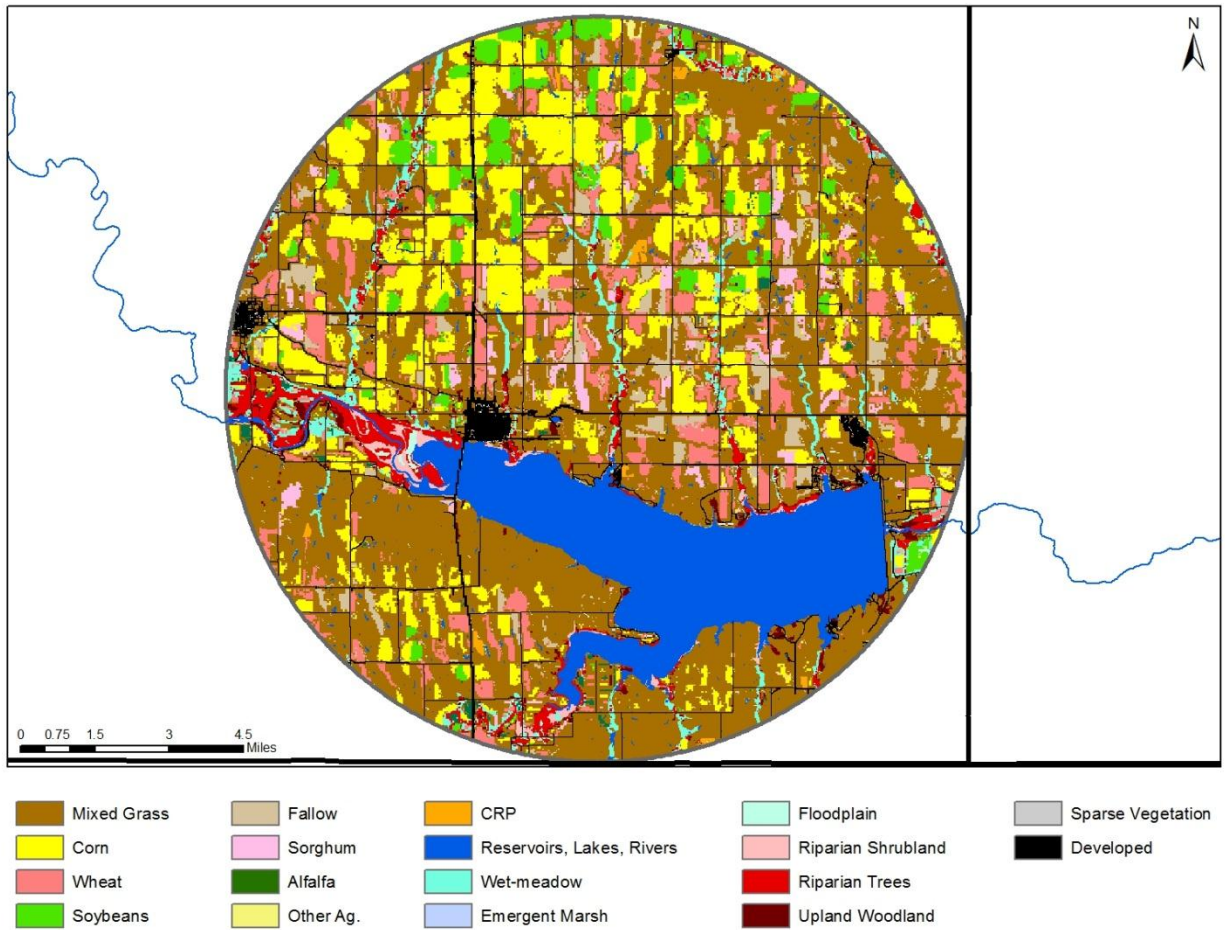 N
0 0.75 1.5 3 4.5
Miles
Mixed Grass
Corn
Wheat
Soybeans
Fallow
Sorghum
Alfalfa
Other Ag.
CRP
Reservoirs, Lakes, Rivers
Wet-meadow
Emergent Marsh
Floodplain
Riparian Shrubland
Riparian Trees
Upland Woodland
Sparse Vegetation
Developed